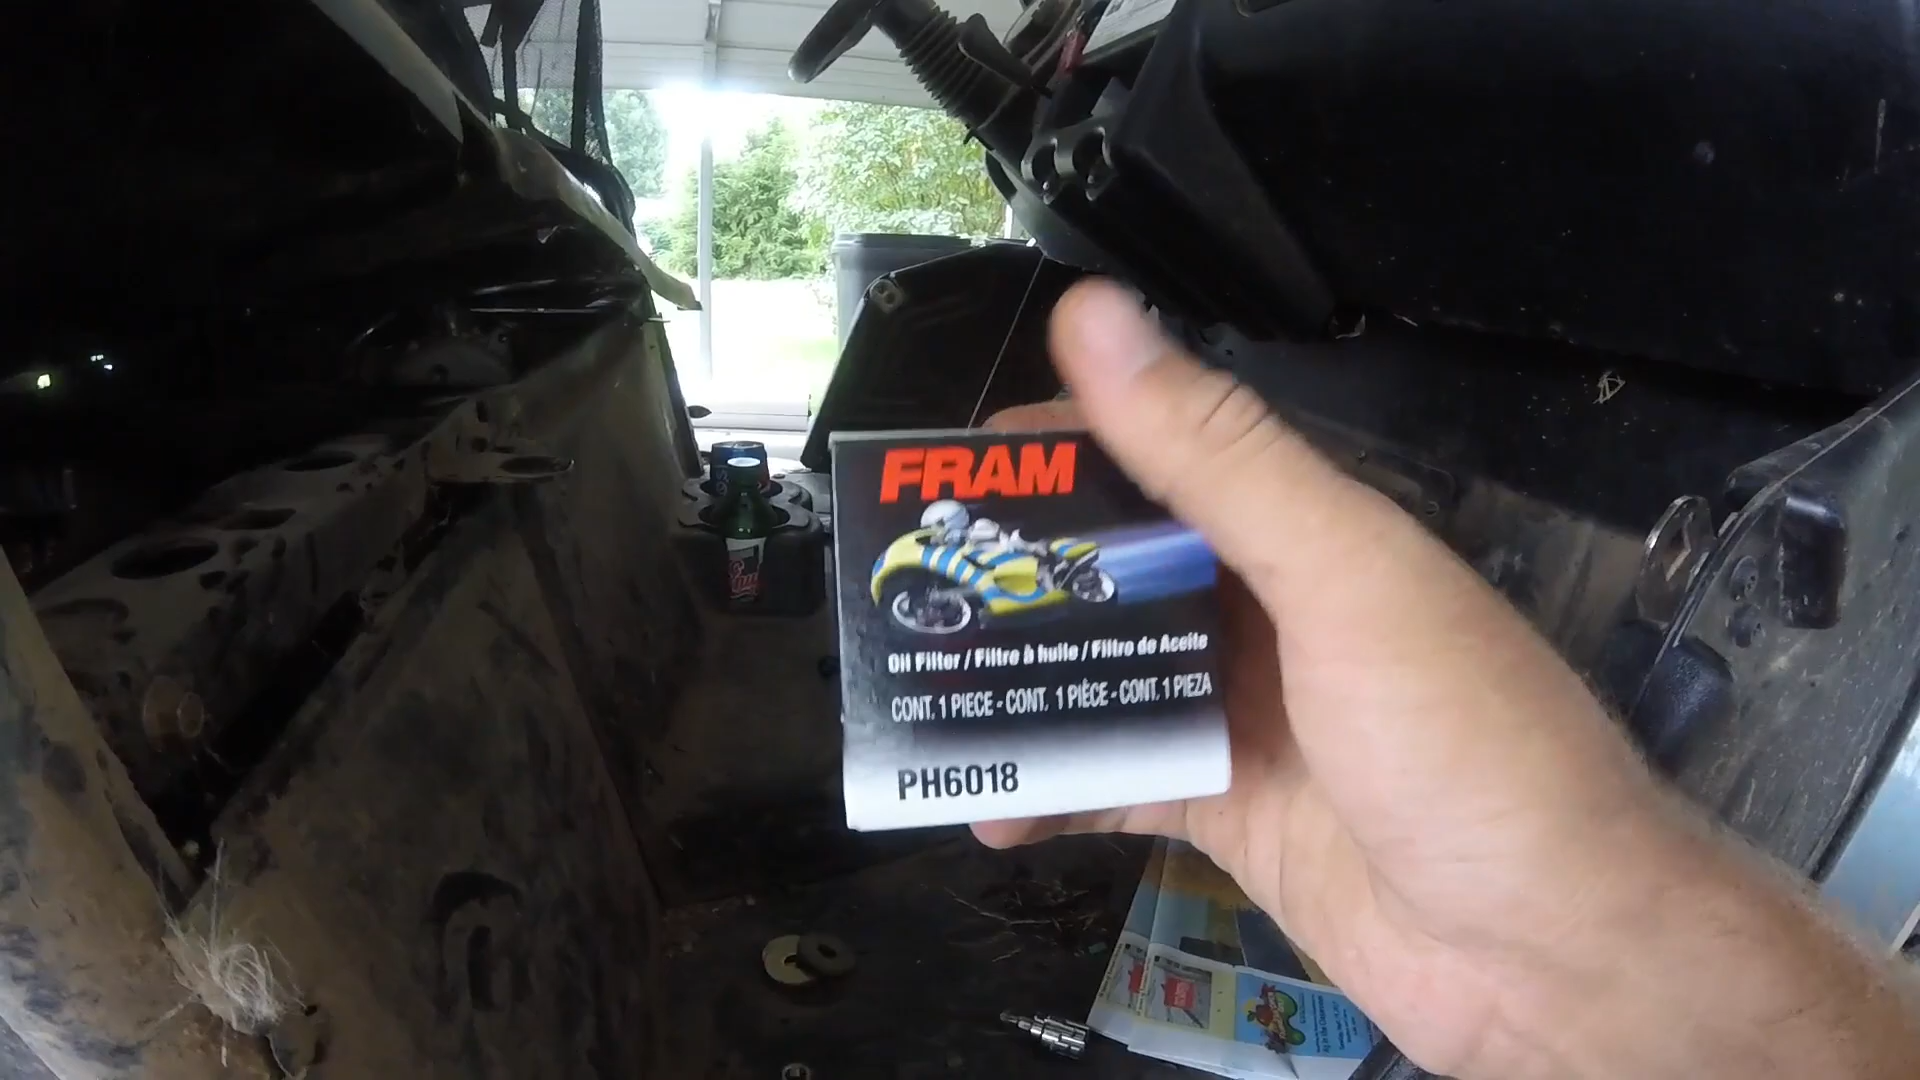 FRAM
Oil Filter / Filtre à huile / Filtro de Aceite
CONT. 1 PIECE - CONT. 1 PIÈCE - CONT. 1 PIEZA
PH6018